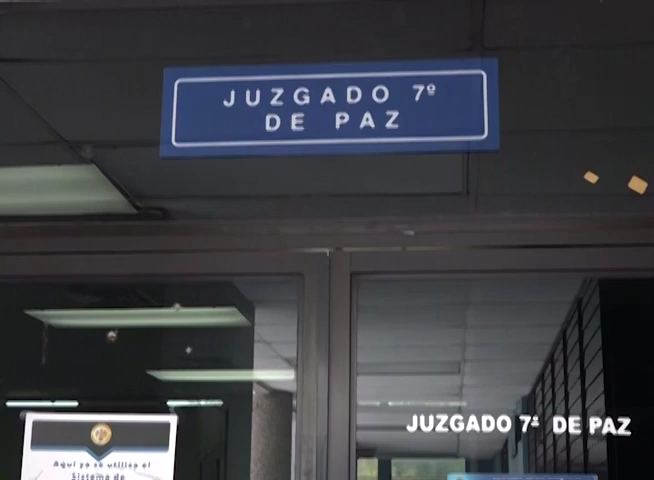 JUZGADO 7º
DE PAZ
JUZGADO 7ª DE PAZ
Aquí ya se utiliza el
Sistema de